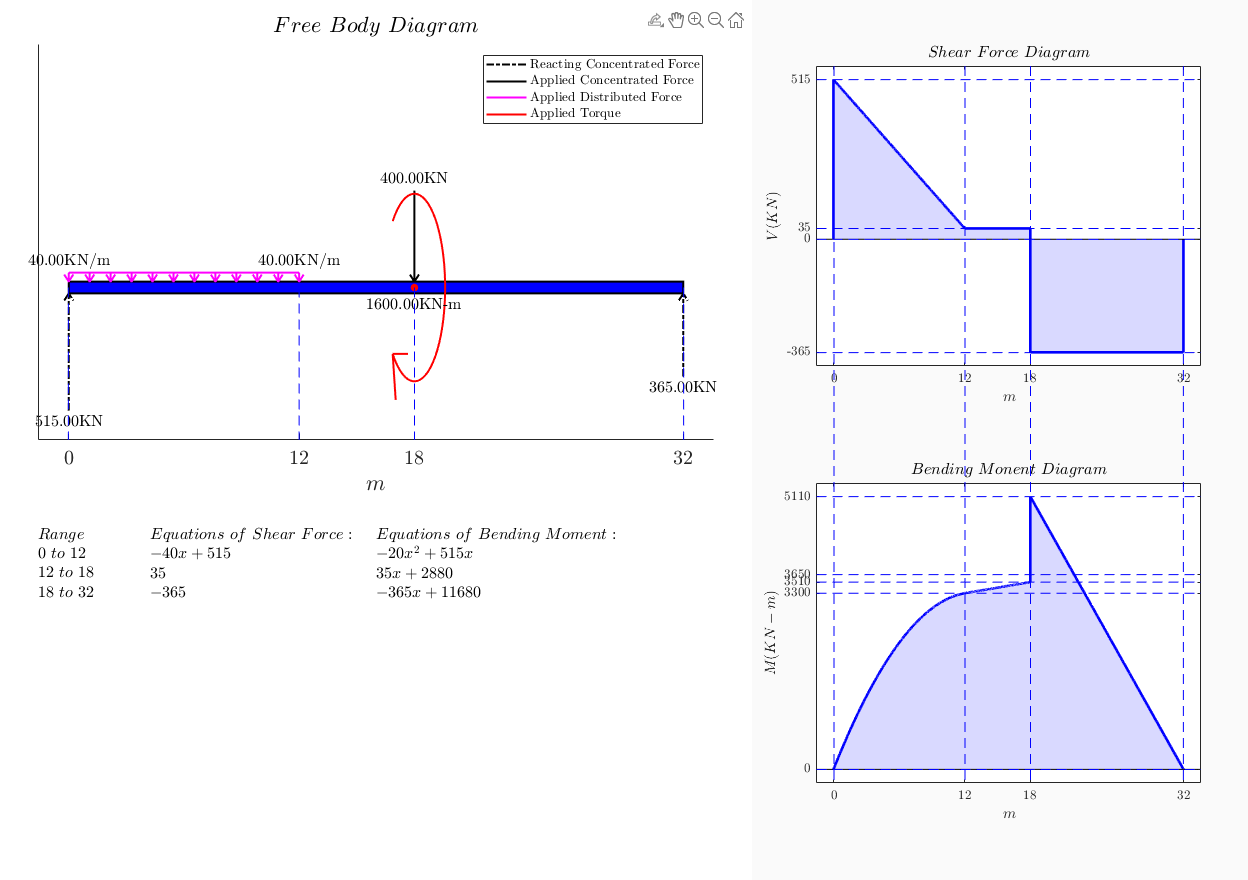 Free Body Diagram
Reacting Concentrated Force
Applied Concentrated Force
Applied Distributed Force
Applied Torque
400.00KN
40.00KN/m 40.00KN/m
1600.00KN-m
365.00KN
515.00KN
0 12 18 32
m
Range Equations of Shear Force : Equations of Bending Moment :
0 to 12 −40x + 515 −20x² + 515x
12 to 18 35 35x + 2880
18 to 32 −365 −365x + 11680
Shear Force Diagram
515
35
0
-365
V(KN)
0 12 18 32
m
Bending Monent Diagram
5110
3650
3510
3300
0
M(KN − m)
0 12 18 32
m